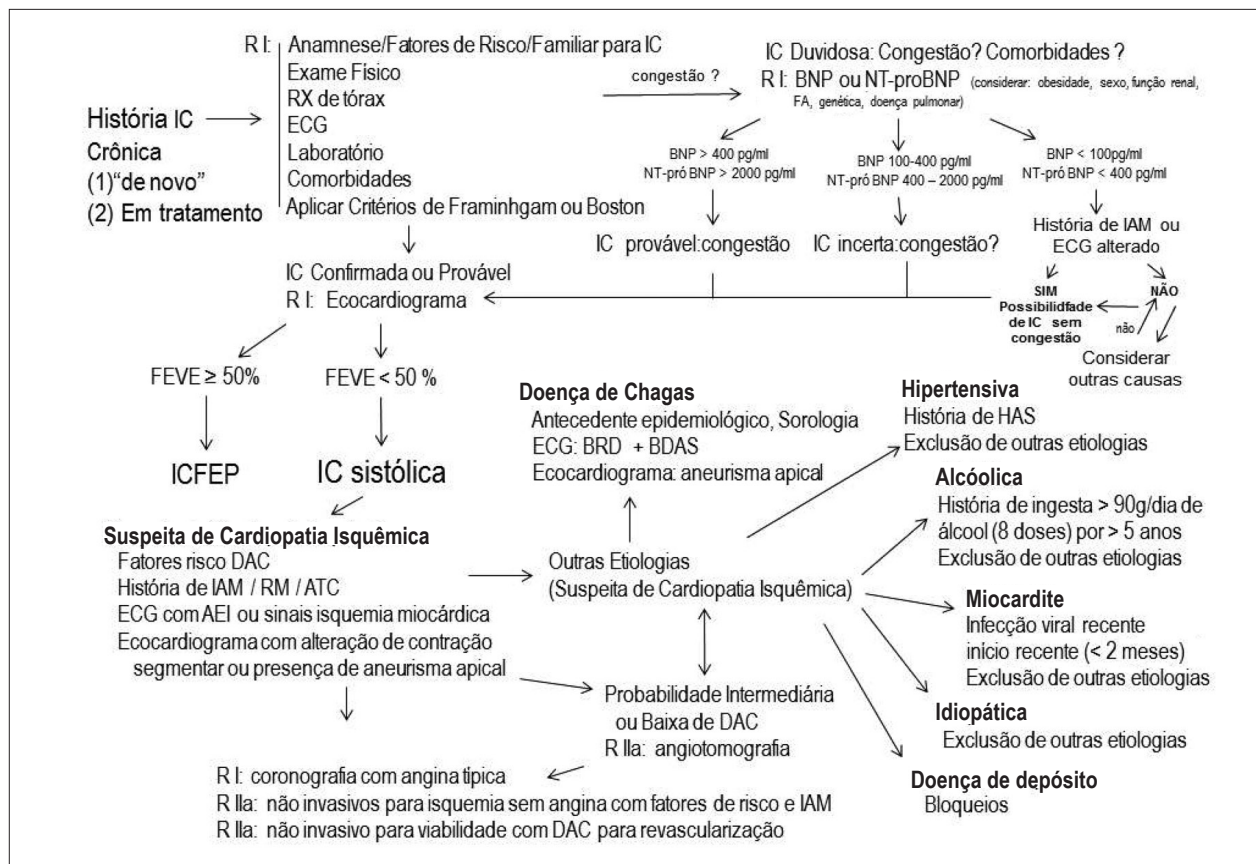 R I: Anamnese/Fatores de Risco/Familiar para IC
Exame Físico
RX de tórax
ECG
Laboratório
Comorbidades
Aplicar Critérios de Framinhgam ou Boston
História IC
Crônica
(1)“de novo”
(2) Em tratamento
congestão ?
IC Duvidosa: Congestão? Comorbidades ?
R I: BNP ou NT-proBNP (considerar: obesidade, sexo, função renal,
FA, genética, doença pulmonar)
BNP > 400 pg/ml
NT-pró BNP > 2000 pg/ml
BNP 100-400 pg/ml
NT-pró BNP 400 – 2000 pg/ml
BNP < 100pg/ml
NT-pró BNP < 400 pg/ml
IC provável:congestão
IC incerta:congestão?
História de IAM ou
ECG alterado
SIM
Possibilidfade
de IC sem
congestão
NÃO
não
Considerar
outras causas
IC Confirmada ou Provável
R I: Ecocardiograma
FEVE ≥ 50%
FEVE < 50 %
ICFEP
IC sistólica
Suspeita de Cardiopatia Isquêmica
Fatores risco DAC
História de IAM / RM / ATC
ECG com AEI ou sinais isquemia miocárdica
Ecocardiograma com alteração de contração
segmentar ou presença de aneurisma apical
Doença de Chagas
Antecedente epidemiológico, Sorologia
ECG: BRD + BDAS
Ecocardiograma: aneurisma apical
Outras Etiologias
(Suspeita de Cardiopatia Isquêmica)
Probabilidade Intermediária
ou Baixa de DAC
R IIa: angiotomografia
R I: coronografia com angina típica
R IIa: não invasivos para isquemia sem angina com fatores de risco e IAM
R IIa: não invasivo para viabilidade com DAC para revascularização
Hipertensiva
História de HAS
Exclusão de outras etiologias
Alcóolica
História de ingesta > 90g/dia de
álcool (8 doses) por > 5 anos
Exclusão de outras etiologias
Miocardite
Infecção viral recente
início recente (< 2 meses)
Exclusão de outras etiologias
Idiopática
Exclusão de outras etiologias
Doença de depósito
Bloqueios